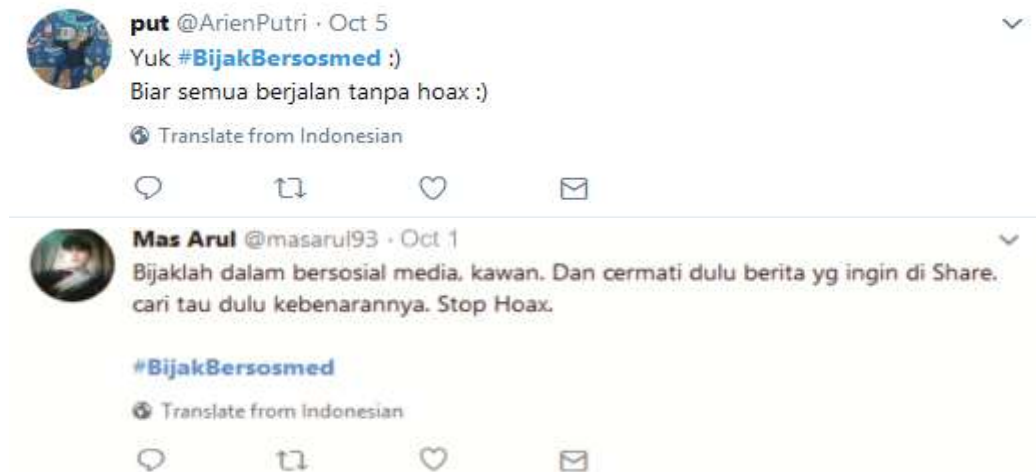 put @ArienPutri · Oct 5
Yuk #BijakBersosmed :)
Biar semua berjalan tanpa hoax :)
Translate from Indonesian
Mas Arul @masarul93 · Oct 1
Bijaklah dalam bersosial media, kawan. Dan cermati dulu berita yg ingin di Share.
cari tau dulu kebenarannya. Stop Hoax.
#BijakBersosmed
Translate from Indonesian